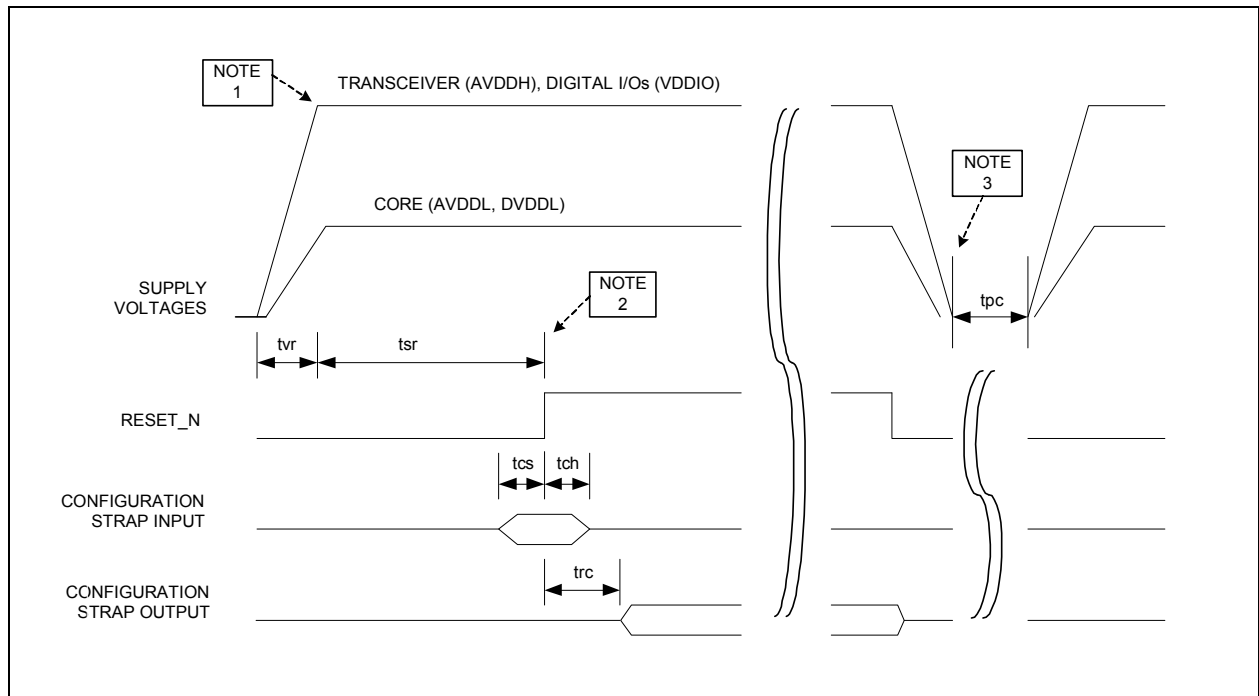 NOTE
1
TRANSCEIVER (AVDDH), DIGITAL I/Os (VDDIO)
NOTE
3
CORE (AVDDL, DVDDL)
SUPPLY
VOLTAGES
NOTE
2
tpc
tvr
tsr
RESET_N
tcs
tch
CONFIGURATION
STRAP INPUT
trc
CONFIGURATION
STRAP OUTPUT